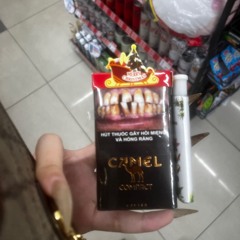 HÚT THUỐC GÂY HÔI MIỆNG
VÀ HỎNG RĂNG
CAMEL
COMPACT